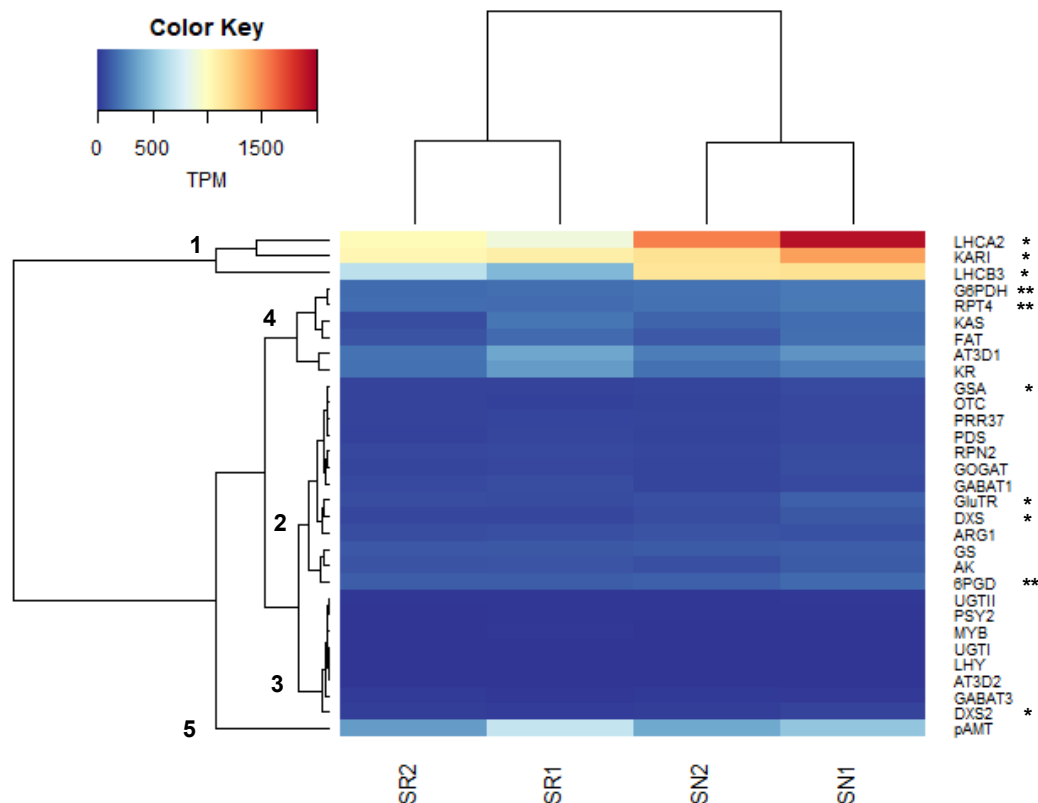 Color Key
0 500 1500
TPM
1
LHCA2 *
KARI *
LHCB3 *
G6PDH **
RPT4 **
4
KAS
FAT
AT3D1
KR
GSA *
OTC
PRR37
PDS
RPN2
GOGAT
GABAT1
2
GluTR *
DXS *
ARG1
GS
AK
6PGD **
UGTII
PSY2
MYB
UGTI
LHY
3
AT3D2
GABAT3
DXS2 *
5
pAMT
SR2 SR1 SN2 SN1